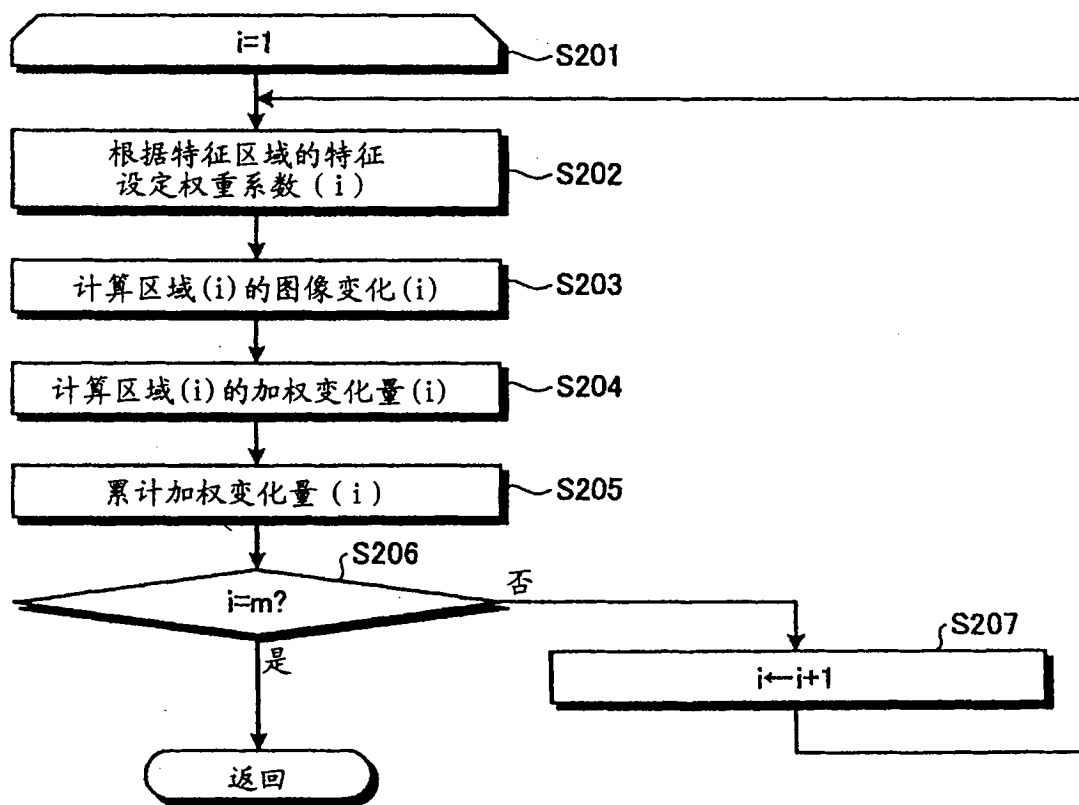 i=1
S201
根据特征区域的特征
设定权重系数（i）
S202
计算区域(i)的图像变化(i)
S203
计算区域(i)的加权变化量(i)
S204
累计加权变化量（i）
S205
S206
i=m?
否
是
S207
i←i+1
返回